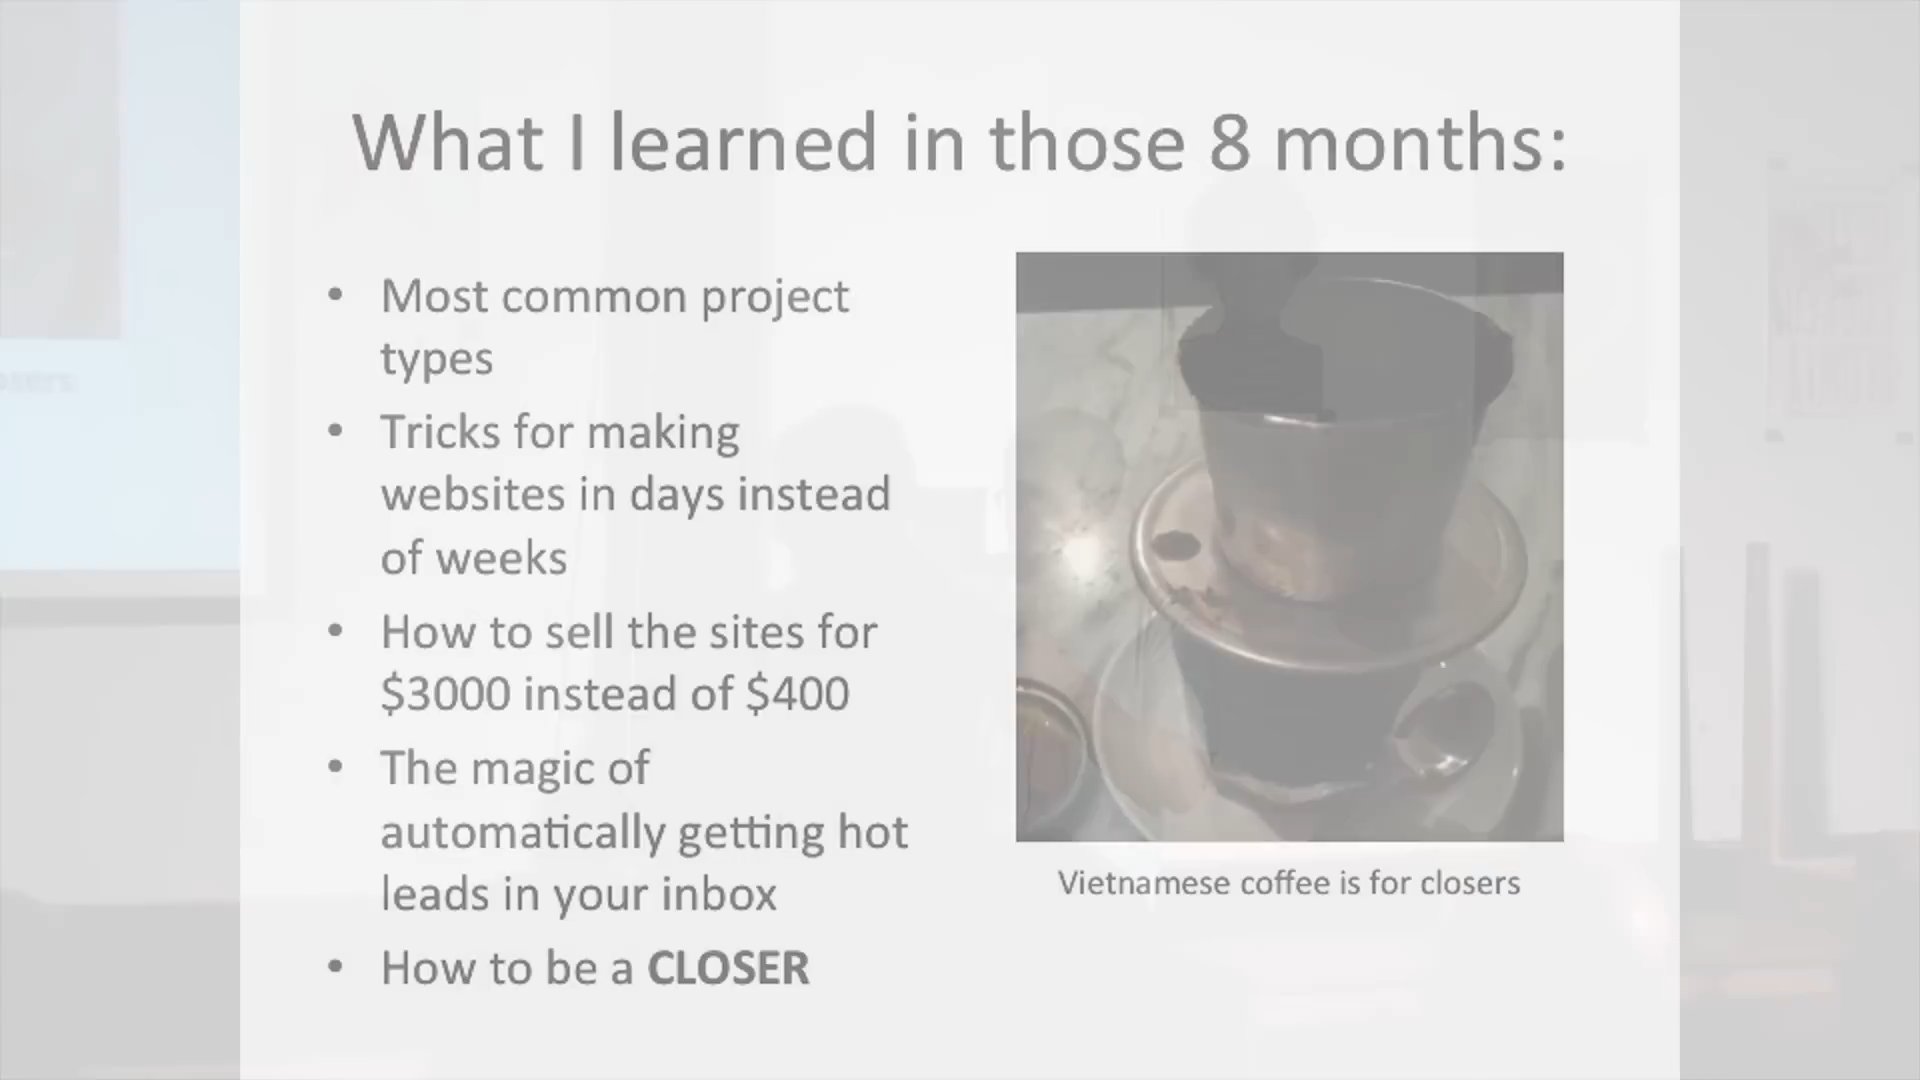 What I learned in those 8 months:
• Most common project
types
• Tricks for making
websites in days instead
of weeks
• How to sell the sites for
$3000 instead of $400
• The magic of
automatically getting hot
leads in your inbox
• How to be a CLOSER
Vietnamese coffee is for closers